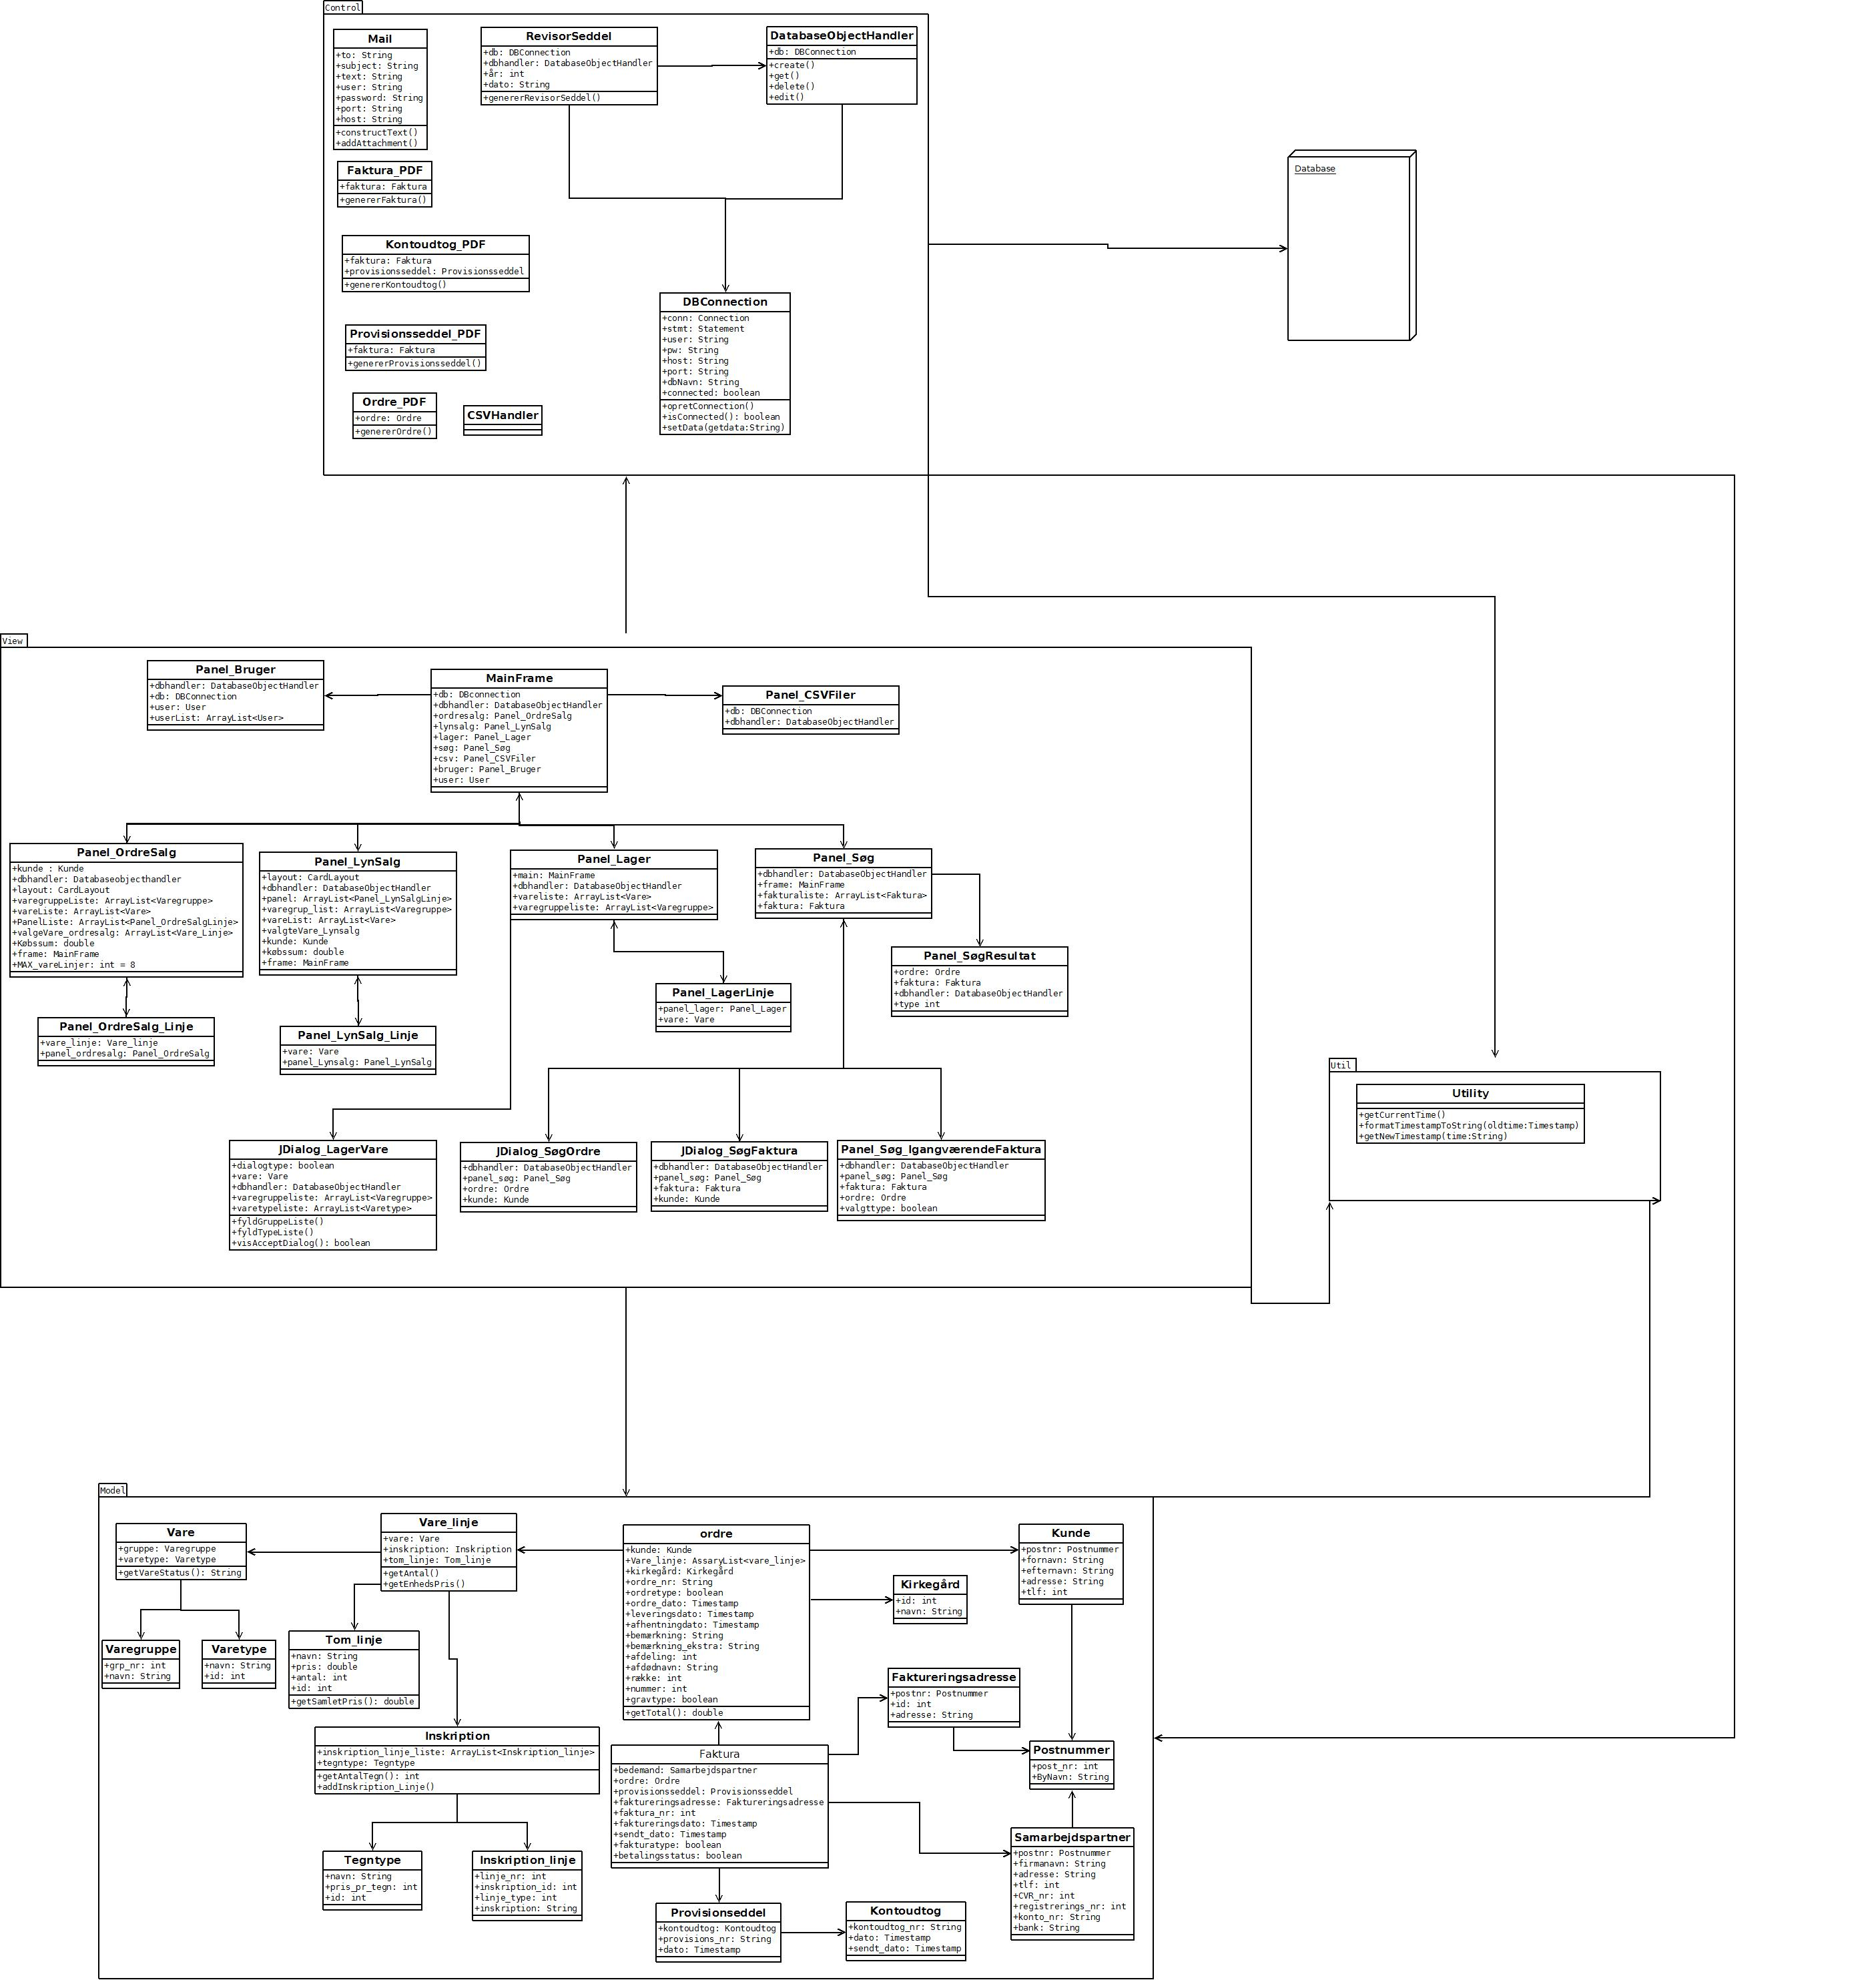 Control
Mail
+to: String
+subject: String
+text: String
+user: String
+password: String
+port: String
+host: String
+constructText()
+addAttachment()
RevisorSeddel
+db: DBConnection
+dbhandler: DatabaseObjectHandler
+år: int
+dato: String
+genererRevisorSeddel()
DatabaseObjectHandler
+db: DBConnection
+create()
+get()
+delete()
+edit()
Faktura_PDF
+faktura: Faktura
+genererFaktura()
Kontoudtog_PDF
+faktura: Faktura
+provisionsseddel: Provisionsseddel
+genererKontoudtog()
Provisionsseddel_PDF
+faktura: Faktura
+genererProvisionsseddel()
Ordre_PDF
+ordre: Ordre
+genererOrdre()
CSVHandler
DBConnection
+conn: Connection
+stmt: Statement
+user: String
+pw: String
+host: String
+port: String
+dbNavn: String
+connected: boolean
+opretConnection()
+isConnected(): boolean
+setData(getdata:String)
Database
View
Panel_Bruger
+dbhandler: DatabaseObjectHandler
+db: DBConnection
+user: User
+userList: ArrayList<User>
MainFrame
+db: DBconnection
+dbhandler: DatabaseObjectHandler
+ordresalg: Panel_OrdreSalg
+lynsalg: Panel_LynSalg
+lager: Panel_Lager
+søg: Panel_Søg
+csv: Panel_CSVFiler
+bruger: Panel_Bruger
+user: User
Panel_CSVFiler
+db: DBConnection
+dbhandler: DatabaseObjectHandler
Panel_OrdreSalg
+kunde : Kunde
+dbhandler: Databaseobjecthandler
+layout: CardLayout
+varegruppeListe: ArrayList<Varegruppe>
+vareListe: ArrayList<Vare>
+PanelListe: ArrayList<Panel_OrdreSalgLinje>
+valgeVare_ordresalg: ArrayList<Vare_Linje>
+Købssum: double
+frame: MainFrame
+MAX_vareLinjer: int = 8
Panel_LynSalg
+layout: CardLayout
+dbhandler: DatabaseObjectHandler
+panel: ArrayList<Panel_LynSalgLinje>
+varegrup_list: ArrayList<Varegruppe>
+vareList: ArrayList<Vare>
+valgteVare_Lynsalg
+kunde: Kunde
+købssum: double
+frame: MainFrame
Panel_Lager
+main: MainFrame
+dbhandler: DatabaseObjectHandler
+vareliste: ArrayList<Vare>
+varegruppeliste: ArrayList<Varegruppe>
Panel_Søg
+dbhandler: DatabaseObjectHandler
+frame: MainFrame
+fakturaliste: ArrayList<Faktura>
+faktura: Faktura
Panel_SøgResultat
+ordre: Ordre
+faktura: Faktura
+dbhandler: DatabaseObjectHandler
+type int
Panel_LagerLinje
+panel_lager: Panel_Lager
+vare: Vare
Panel_OrdreSalg_Linje
+vare_linje: Vare_linje
+panel_ordresalg: Panel_OrdreSalg
Panel_LynSalg_Linje
+vare: Vare
+panel_Lynsalg: Panel_LynSalg
JDialog_LagerVare
+dialogtype: boolean
+vare: Vare
+dbhandler: DatabaseObjectHandler
+varegruppeliste: ArrayList<Varegruppe>
+varetypeliste: ArrayList<Varetype>
+fyldGruppeListe()
+fyldTypeListe()
+visAcceptDialog(): boolean
JDialog_SøgOrdre
+dbhandler: DatabaseObjectHandler
+panel_søg: Panel_Søg
+ordre: Ordre
+kunde: Kunde
JDialog_SøgFaktura
+dbhandler: DatabaseObjectHandler
+panel_søg: Panel_Søg
+faktura: Faktura
+kunde: Kunde
Panel_Søg_IgangværendeFaktura
+dbhandler: DatabaseObjectHandler
+panel_søg: Panel_Søg
+faktura: Faktura
+ordre: Ordre
+valgttype: boolean
Util
Utility
+getCurrentTime()
+formatTimestampToString(oldtime:Timestamp)
+getNewTimestamp(time:String)
Model
Vare
+gruppe: Varegruppe
+varetype: Varetype
+getVareStatus(): String
Vare_linje
+vare: Vare
+inskription: Inskription
+tom_linje: Tom_linje
+getAntal()
+getEnhedsPris()
ordre
+kunde: Kunde
+Vare_linje: AssaryList<vare_linje>
+kirkegård: Kirkegård
+ordre_nr: String
+ordretype: boolean
+ordre_dato: Timestamp
+leveringsdato: Timestamp
+afhentningdato: Timestamp
+bemærkning: String
+bemærkning_ekstra: String
+afdeling: int
+afdødnavn: String
+række: int
+nummer: int
+gravtype: boolean
+getTotal(): double
Kunde
+postnr: Postnummer
+fornavn: String
+efternavn: String
+adresse: String
+tlf: int
Kirkegård
+id: int
+navn: String
Varegruppe
+grp_nr: int
+navn: String
Varetype
+navn: String
+id: int
Tom_linje
+navn: String
+pris: double
+antal: int
+id: int
+getSamletPris(): double
Faktureringsadresse
+postnr: Postnummer
+id: int
+adresse: String
Inskription
+inskription_linje_liste: ArrayList<Inskription_linje>
+tegntype: Tegntype
+getAntalTegn(): int
+addInskription_Linje()
Faktura
+bedemand: Samarbejdspartner
+ordre: Ordre
+provisionsseddel: Provisionsseddel
+faktureringsadresse: Faktureringsadresse
+faktura_nr: int
+faktureringsdato: Timestamp
+sendt_dato: Timestamp
+fakturatype: boolean
+betalingsstatus: boolean
Postnummer
+post_nr: int
+ByNavn: String
Samarbejdspartner
+postnr: Postnummer
+firmanavn: String
+adresse: String
+tlf: int
+CVR_nr: int
+registrerings_nr: int
+konto_nr: String
+bank: String
Tegntype
+navn: String
+pris_pr_tegn: int
+id: int
Inskription_linje
+linje_nr: int
+inskription_id: int
+linje_type: int
+inskription: String
Provisionseddel
+kontoudtog: Kontoudtog
+provisions_nr: String
+dato: Timestamp
Kontoudtog
+kontoudtog_nr: String
+dato: Timestamp
+sendt_dato: Timestamp